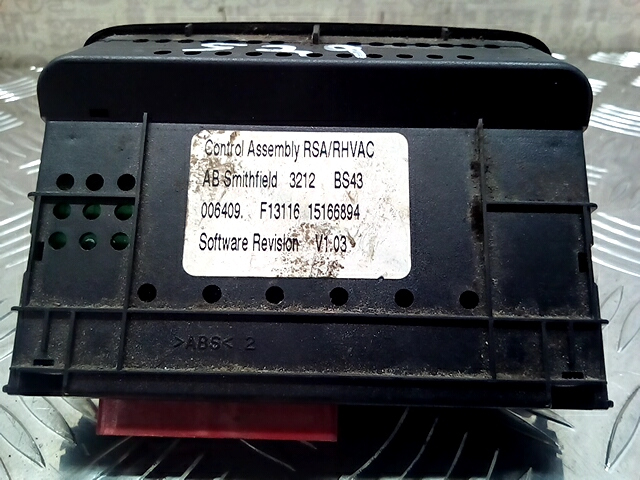 Control Assembly RSA/RHVAC
AB Smithfield 3212 BS43
006409. F13116 15166894
Software Revision V1.03
>ABS< 2